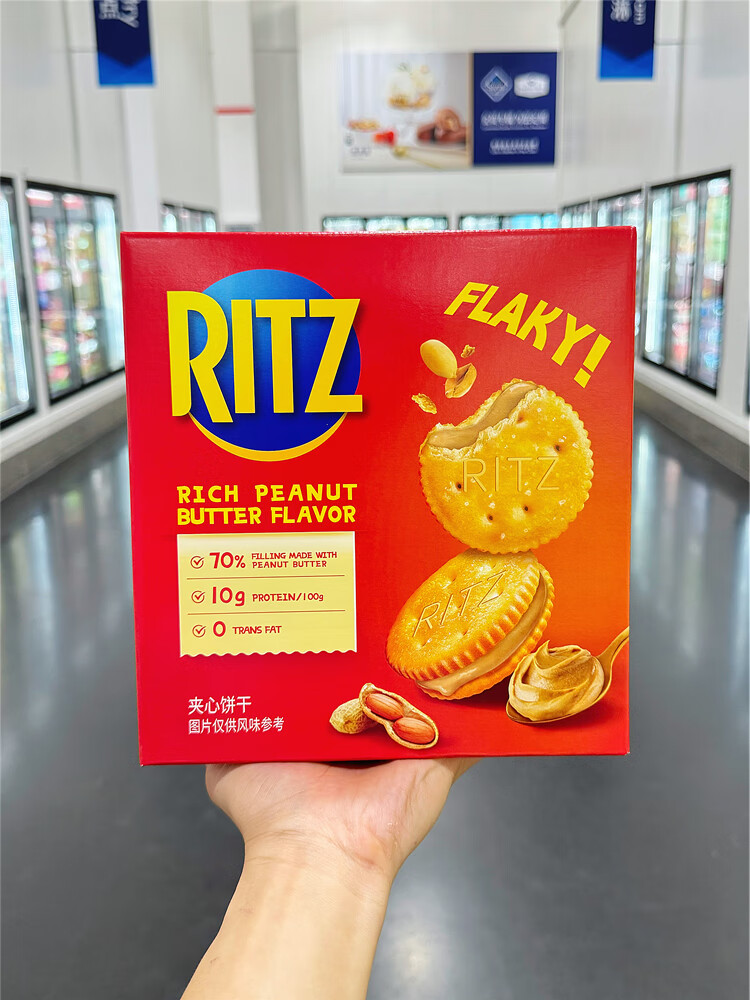 RITZ
FLAKY!
RITZ
RICH PEANUT
BUTTER FLAVOR
70% FILLING MADE WITH
PEANUT BUTTER
10g PROTEIN/100g
0 TRANS FAT
RITZ
夹心饼干
图片仅供风味参考